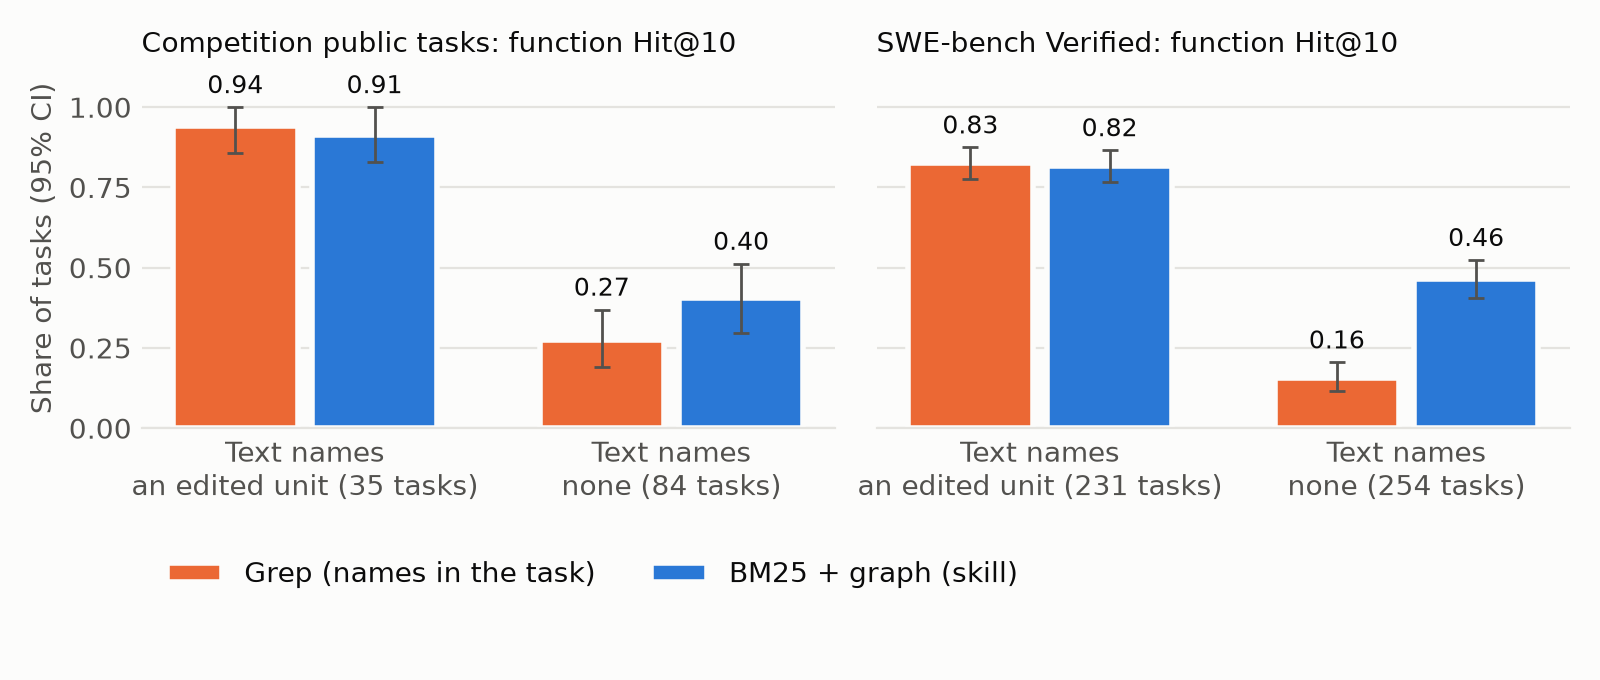 Competition public tasks: function Hit@10
SWE-bench Verified: function Hit@10
Share of tasks (95% CI)
1.00
0.75
0.50
0.25
0.00
0.94
0.91
0.27
0.40
0.83
0.82
0.16
0.46
Text names
an edited unit (35 tasks)
Text names
none (84 tasks)
Text names
an edited unit (231 tasks)
Text names
none (254 tasks)
Grep (names in the task)
BM25 + graph (skill)